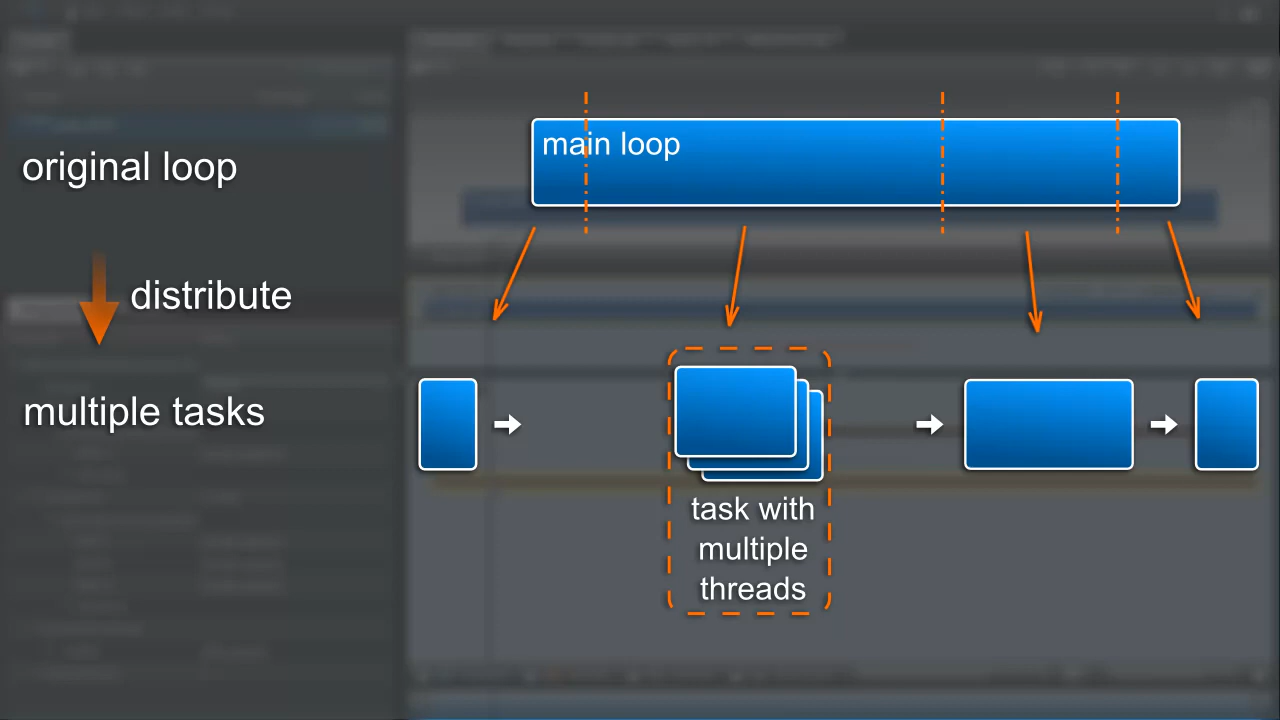 main loop
original loop
distribute
multiple tasks
task with
multiple
threads